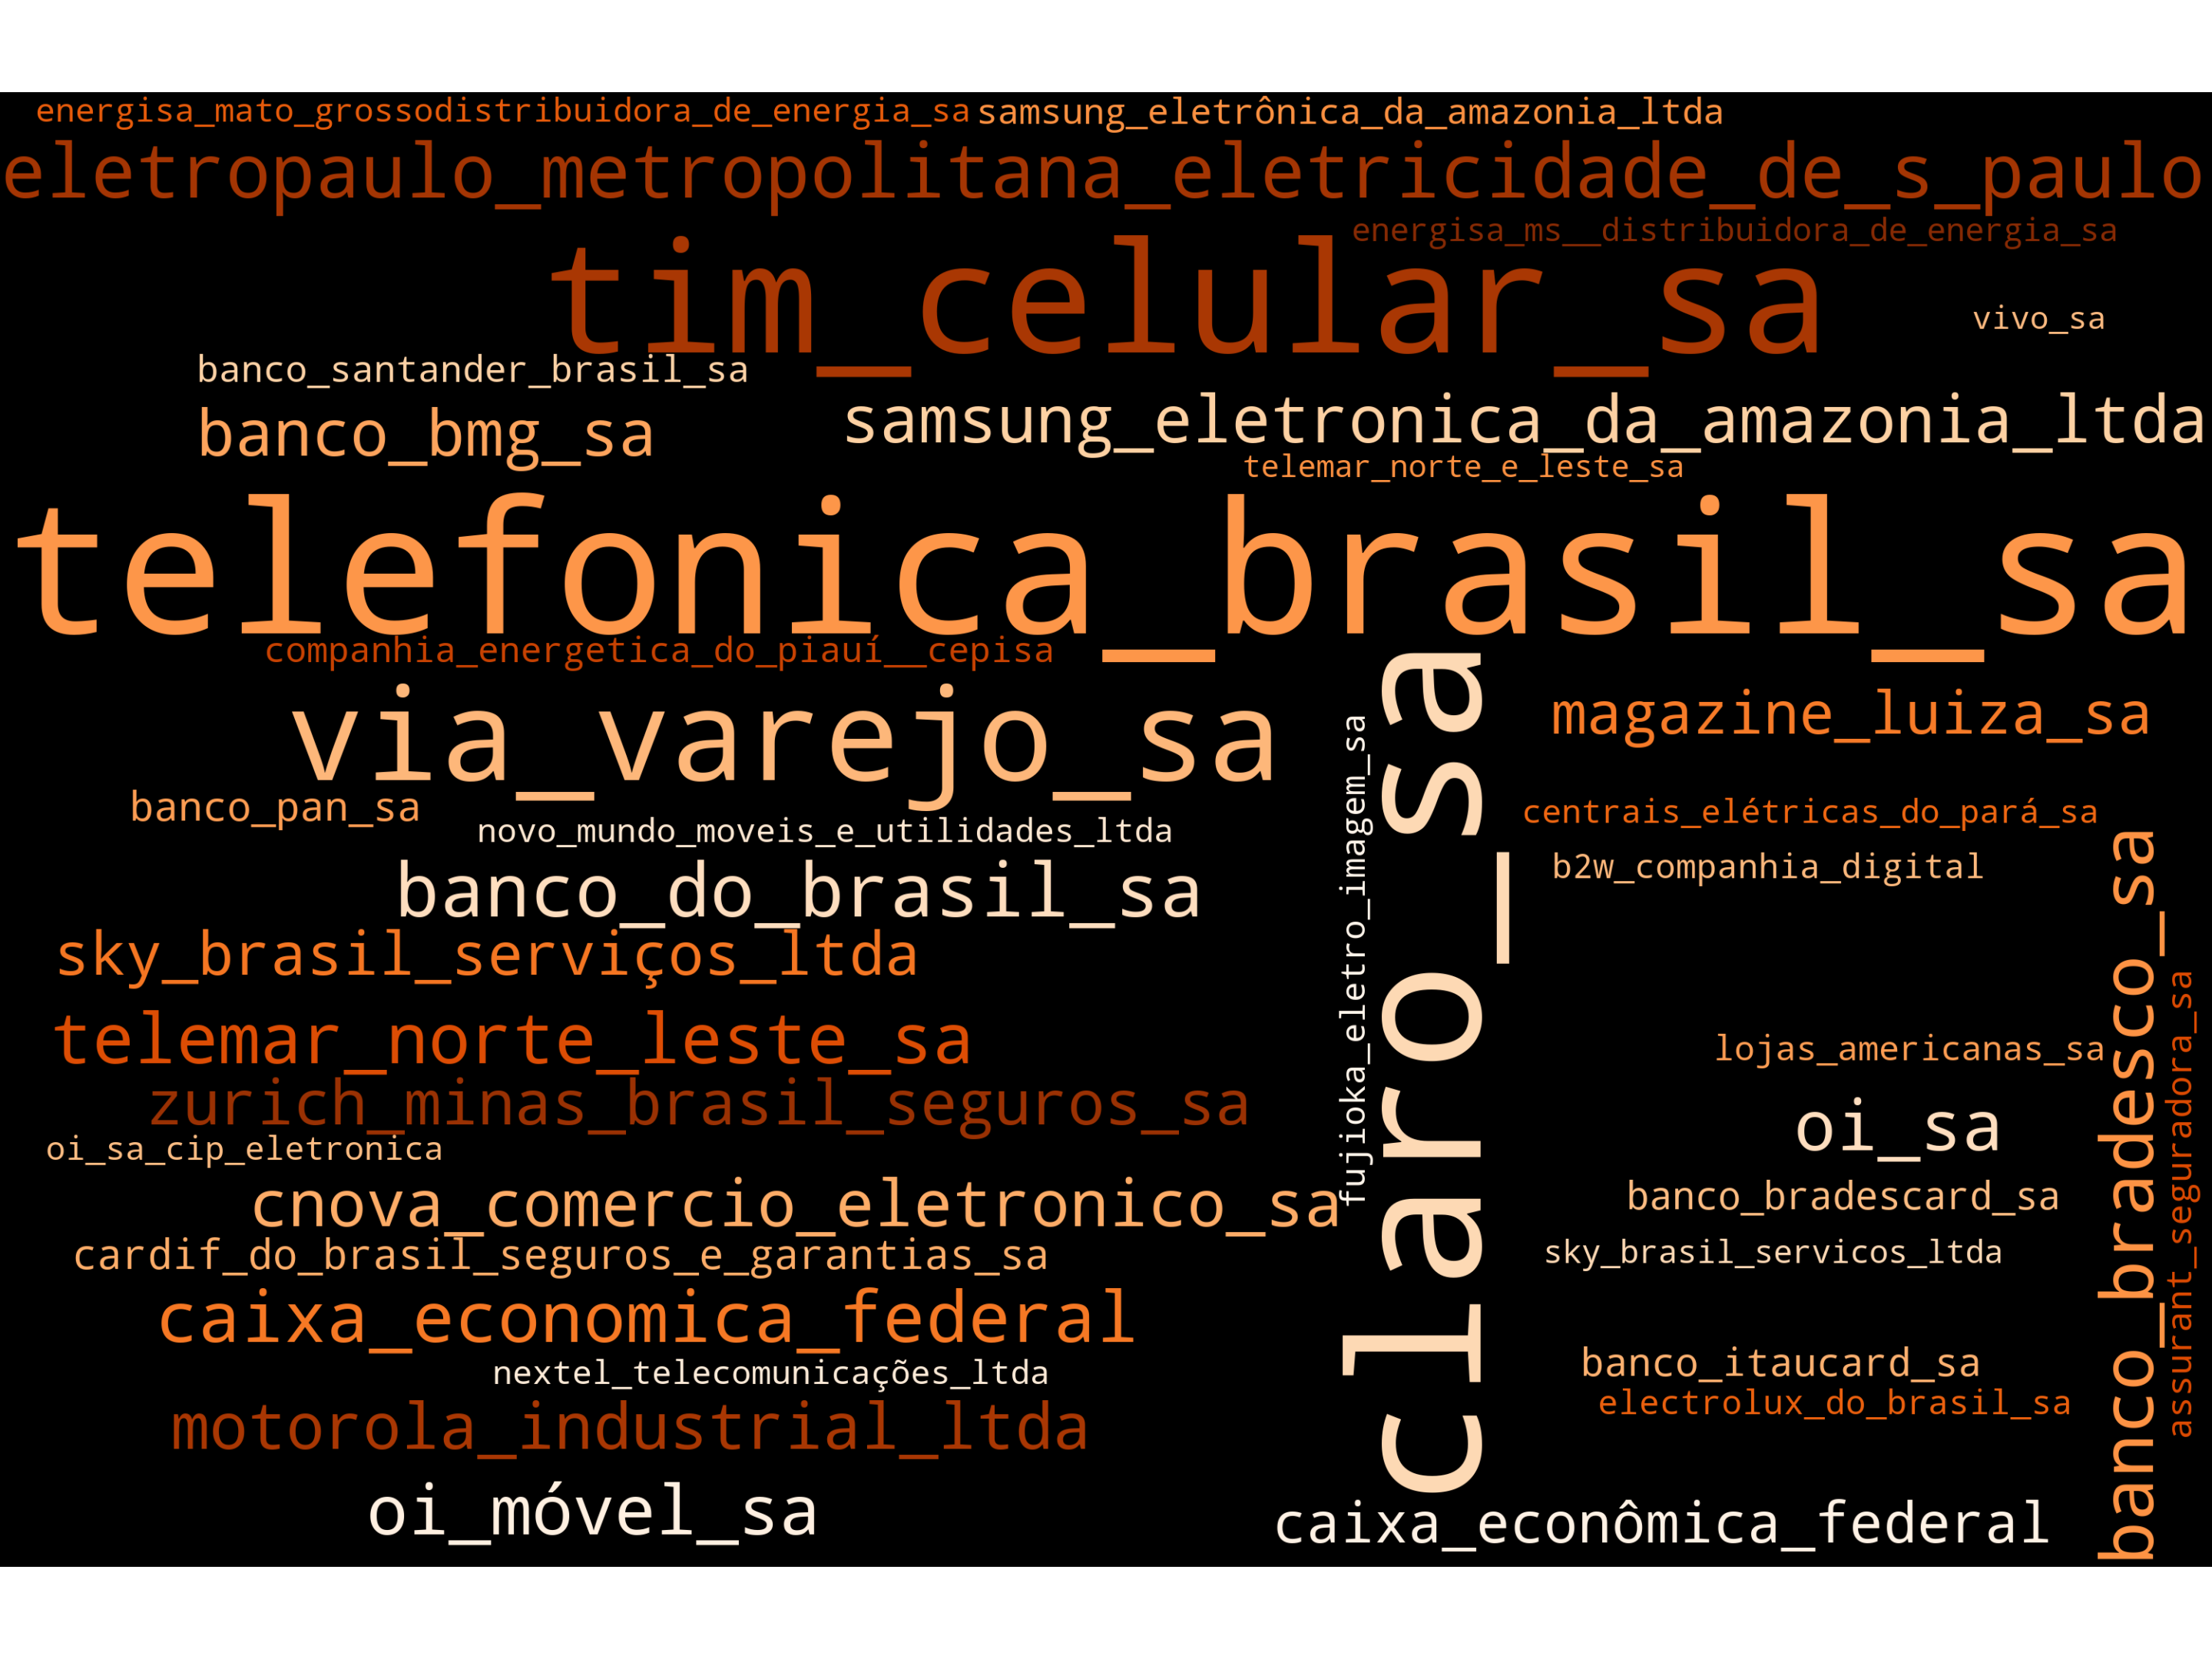 energisa_mato_grossodistribuidora_de_energia_sa
samsung_eletrônica_da_amazonia_ltda
eletropaulo_metropolitana_eletricidade_de_s_paulo
energisa_ms__distribuidora_de_energia_sa
tim_celular_sa
vivo_sa
banco_santander_brasil_sa
banco_bmg_sa
samsung_eletronica_da_amazonia_ltda
telemar_norte_e_leste_sa
telefonica_brasil_sa
companhia_energetica_do_piauí__cepisa
via_varejo_sa
magazine_luiza_sa
banco_pan_sa
centrais_elétricas_do_pará_sa
novo_mundo_moveis_e_utilidades_ltda
b2w_companhia_digital
banco_do_brasil_sa
fujioka_eletro_imagem_sa
claro_sa
banco_bradesco_sa
assurant_seguradora_sa
sky_brasil_serviços_ltda
telemar_norte_leste_sa
lojas_americanas_sa
zurich_minas_brasil_seguros_sa
oi_sa
oi_sa_cip_eletronica
cnova_comercio_eletronico_sa
banco_bradescard_sa
cardif_do_brasil_seguros_e_garantias_sa
sky_brasil_servicos_ltda
caixa_economica_federal
nextel_telecomunicações_ltda
banco_itaucard_sa
electrolux_do_brasil_sa
motorola_industrial_ltda
oi_móvel_sa
caixa_econômica_federal